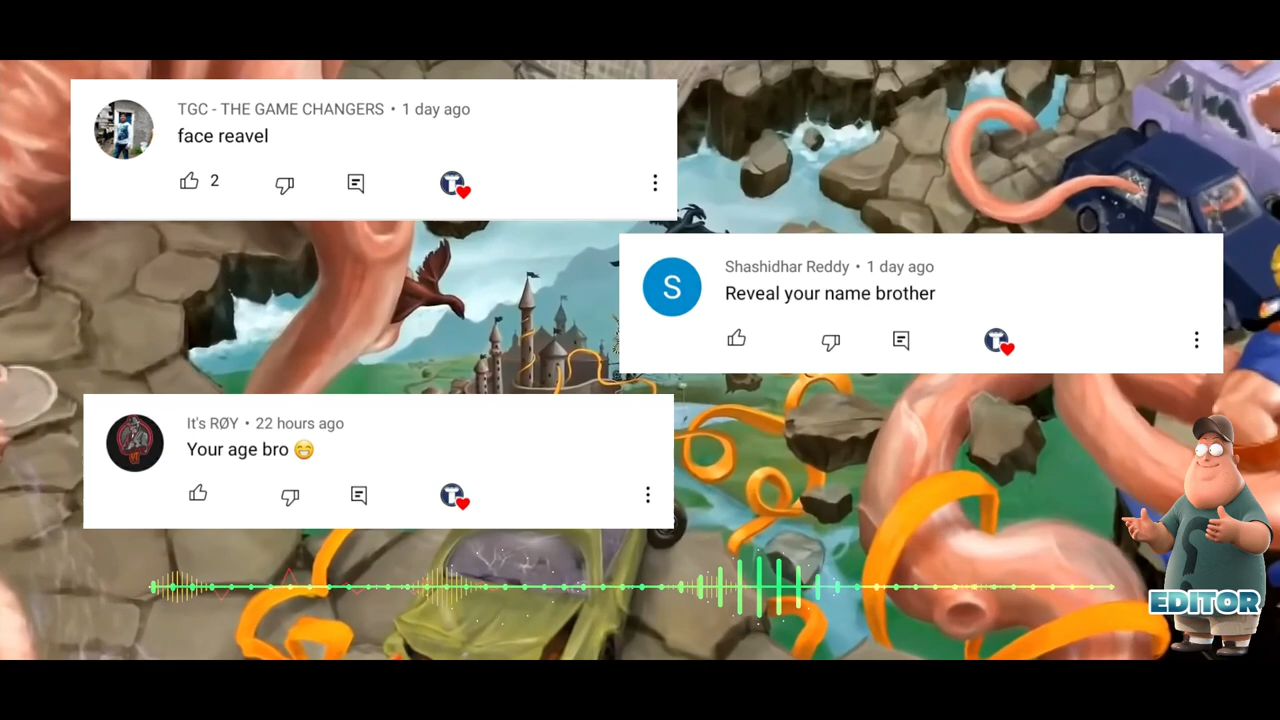 TGC - THE GAME CHANGERS • 1 day ago
face reavel
2
Shashidhar Reddy • 1 day ago
Reveal your name brother
S
It's RØY • 22 hours ago
Your age bro 😁
EDITOR